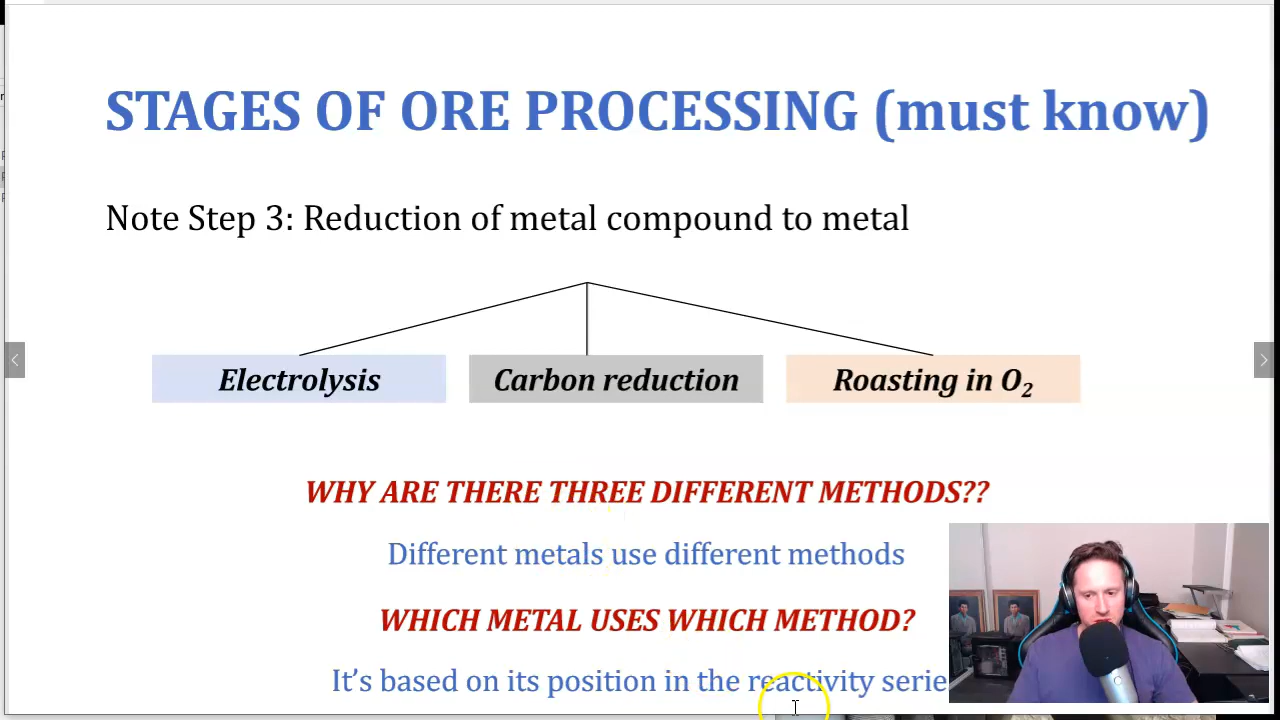 STAGES OF ORE PROCESSING (must know)
Note Step 3: Reduction of metal compound to metal
Electrolysis
Carbon reduction
Roasting in O₂
WHY ARE THERE THREE DIFFERENT METHODS??
Different metals use different methods
WHICH METAL USES WHICH METHOD?
It’s based on its position in the reactivity serie